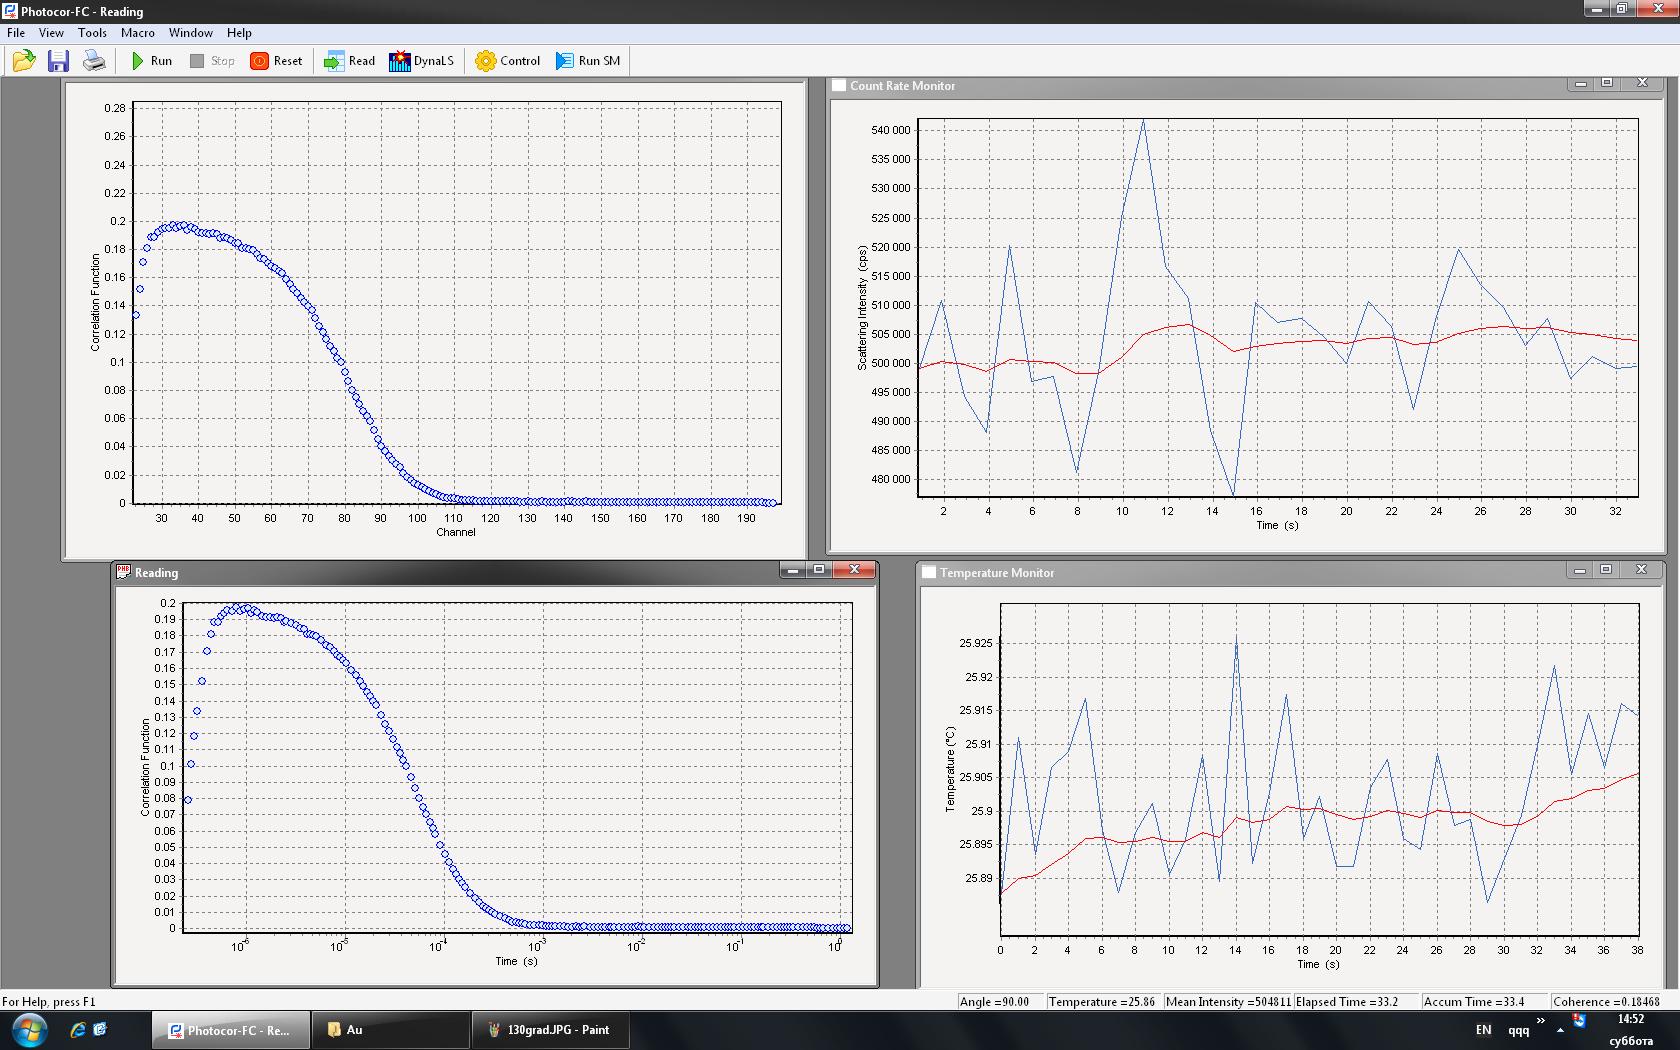 Photocor-FC - Reading
File View Tools Macro Window Help
Run Stop Reset Read DynaLS Control Run SM
0.28
0.26
0.24
0.22
0.2
0.18
0.16
0.14
0.12
0.1
0.08
0.06
0.04
0.02
0
Correlation Function
30 40 50 60 70 80 90 100 110 120 130 140 150 160 170 180 190
Channel
Count Rate Monitor
540 000
535 000
530 000
525 000
520 000
515 000
510 000
505 000
500 000
495 000
490 000
485 000
480 000
Scattering Intensity (cps)
2 4 6 8 10 12 14 16 18 20 22 24 26 28 30 32
Time (s)
Reading
0.2
0.19
0.18
0.17
0.16
0.15
0.14
0.13
0.12
0.11
0.1
0.09
0.08
0.07
0.06
0.05
0.04
0.03
0.02
0.01
0
Correlation Function
10-6 10-5 10-4 10-3 10-2 10-1 10 0
Time (s)
Temperature Monitor
25.925
25.92
25.915
25.91
25.905
25.9
25.895
25.89
Temperature (°C)
0 2 4 6 8 10 12 14 16 18 20 22 24 26 28 30 32 34 36 38
Time (s)
For Help, press F1
Angle =90.00 Temperature =25.86 Mean Intensity =504811 Elapsed Time =33.2 Accum Time =33.4 Coherence =0.18468
Photocor-FC - Re... Au 130grad.JPG - Paint
EN qqq » 14:52
суббота